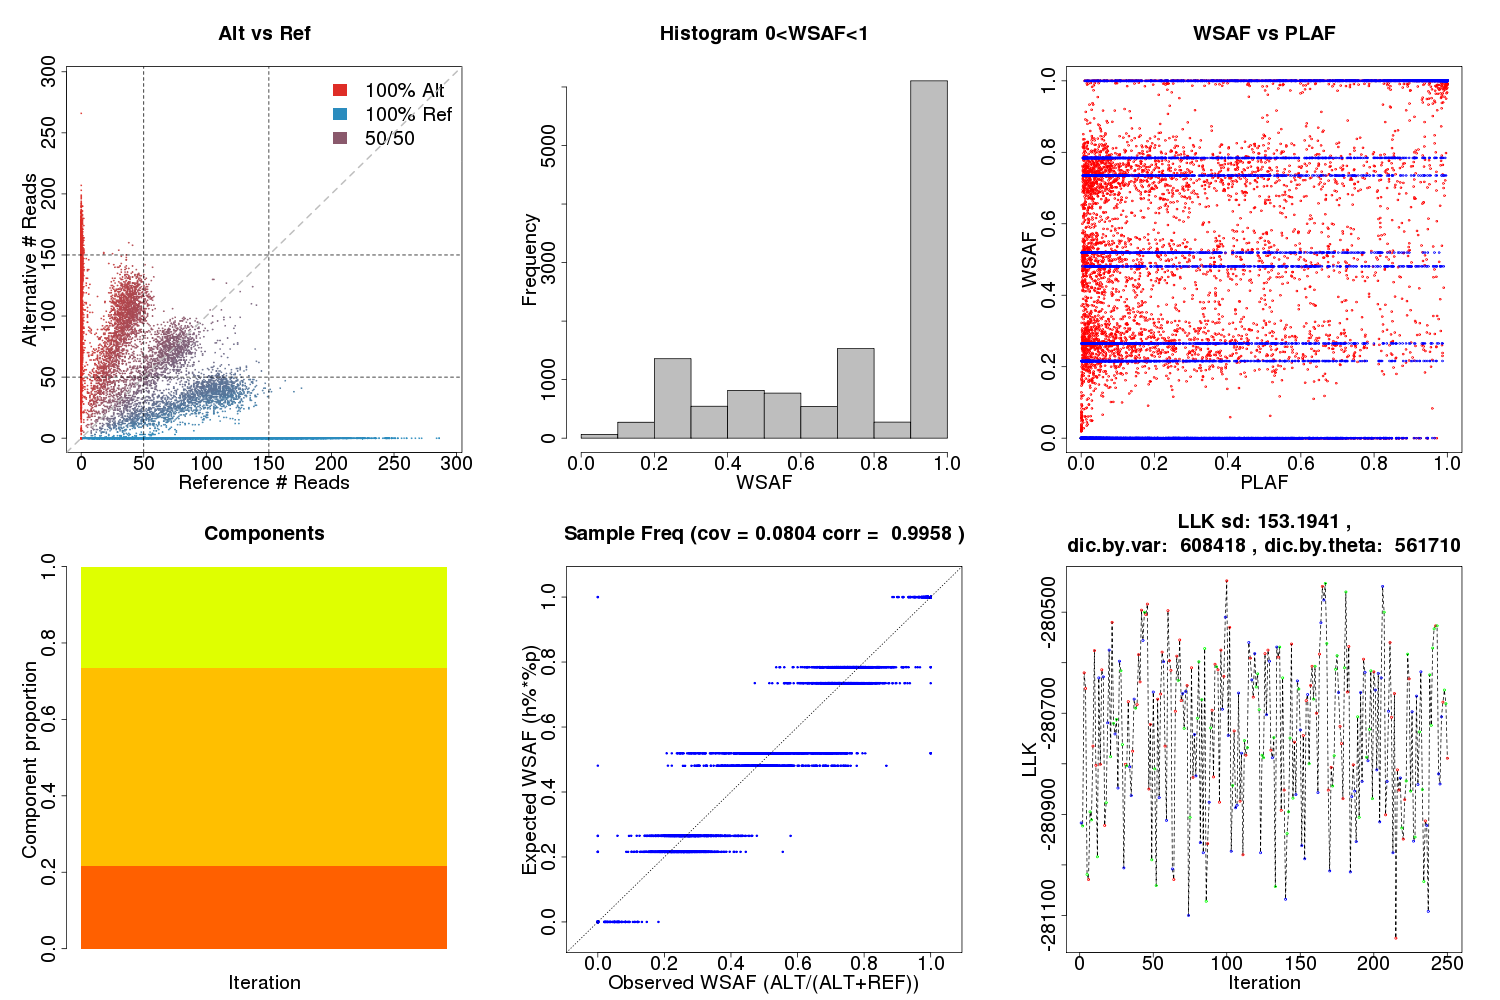 Alt vs Ref
300
250
200
150
100
50
0
Alternative # Reads
100% Alt
100% Ref
50/50
0 50 100 150 200 250 300
Reference # Reads
Histogram 0<WSAF<1
5000
3000
1000
0
Frequency
0.0 0.2 0.4 0.6 0.8 1.0
WSAF
WSAF vs PLAF
1.0
0.8
0.6
0.4
0.2
0.0
WSAF
0.0 0.2 0.4 0.6 0.8 1.0
PLAF
Components
1.0
0.8
0.6
0.4
0.2
0.0
Component proportion
Iteration
Sample Freq (cov = 0.0804 corr = 0.9958 )
1.0
0.8
0.6
0.4
0.2
0.0
Expected WSAF (h%*%p)
0.0 0.2 0.4 0.6 0.8 1.0
Observed WSAF (ALT/(ALT+REF))
LLK sd: 153.1941 ,
dic.by.var: 608418 , dic.by.theta: 561710
-280500
-280700
-280900
-281100
LLK
0 50 100 150 200 250
Iteration